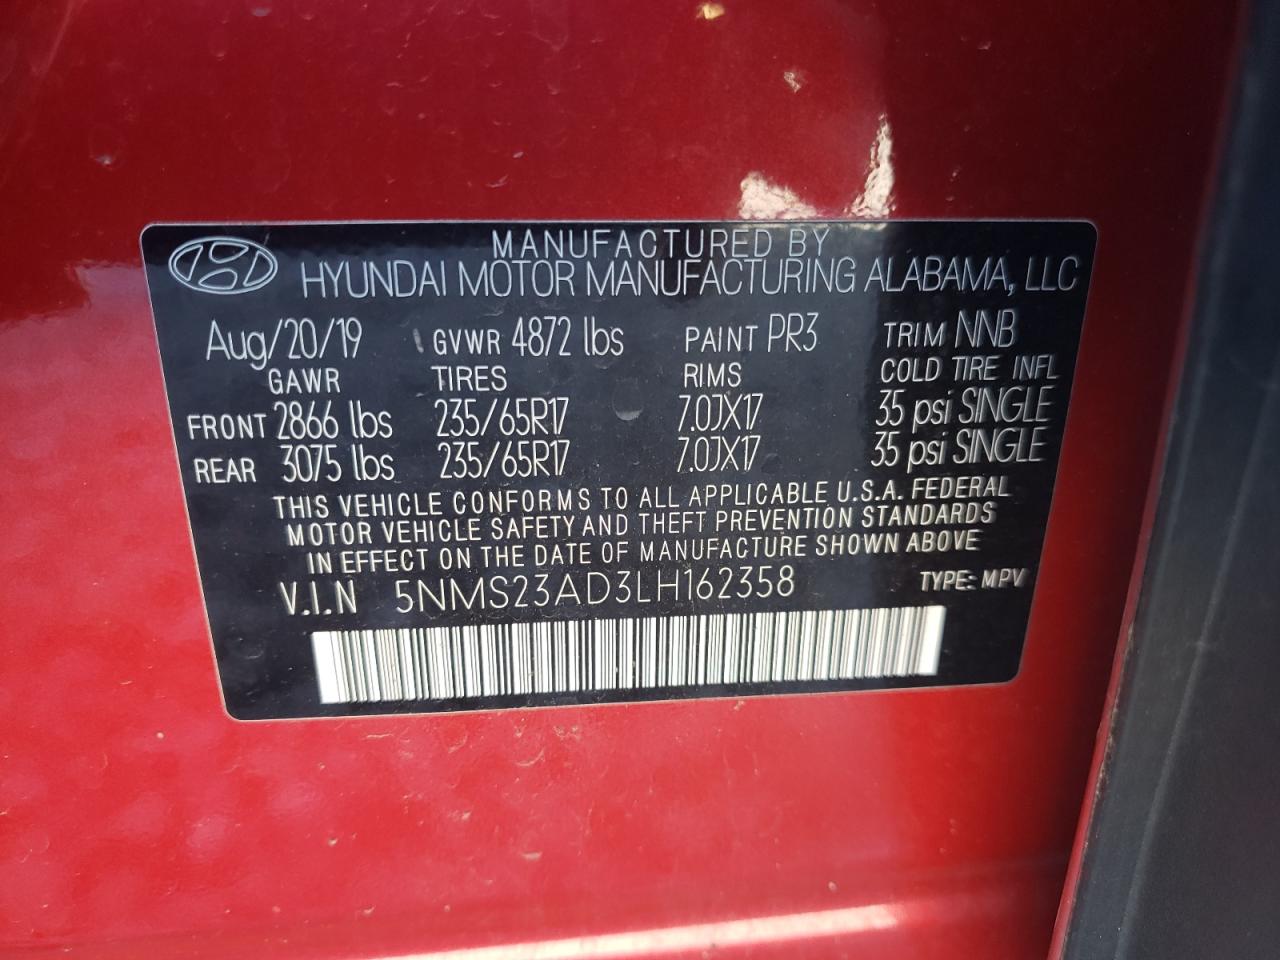 MANUFACTURED BY
HYUNDAI MOTOR MANUFACTURING ALABAMA, LLC
Aug/20/19 GVWR 4872 lbs PAINT PR3 TRIM NNB
GAWR TIRES RIMS COLD TIRE INFL
FRONT 2866 lbs 235/65R17 7.0JX17 35 psi SINGLE
REAR 3075 lbs 235/65R17 7.0JX17 35 psi SINGLE
THIS VEHICLE CONFORMS TO ALL APPLICABLE U.S.A. FEDERAL
MOTOR VEHICLE SAFETY AND THEFT PREVENTION STANDARDS
IN EFFECT ON THE DATE OF MANUFACTURE SHOWN ABOVE
V.I.N 5NMS23AD3LH162358 TYPE: MPV